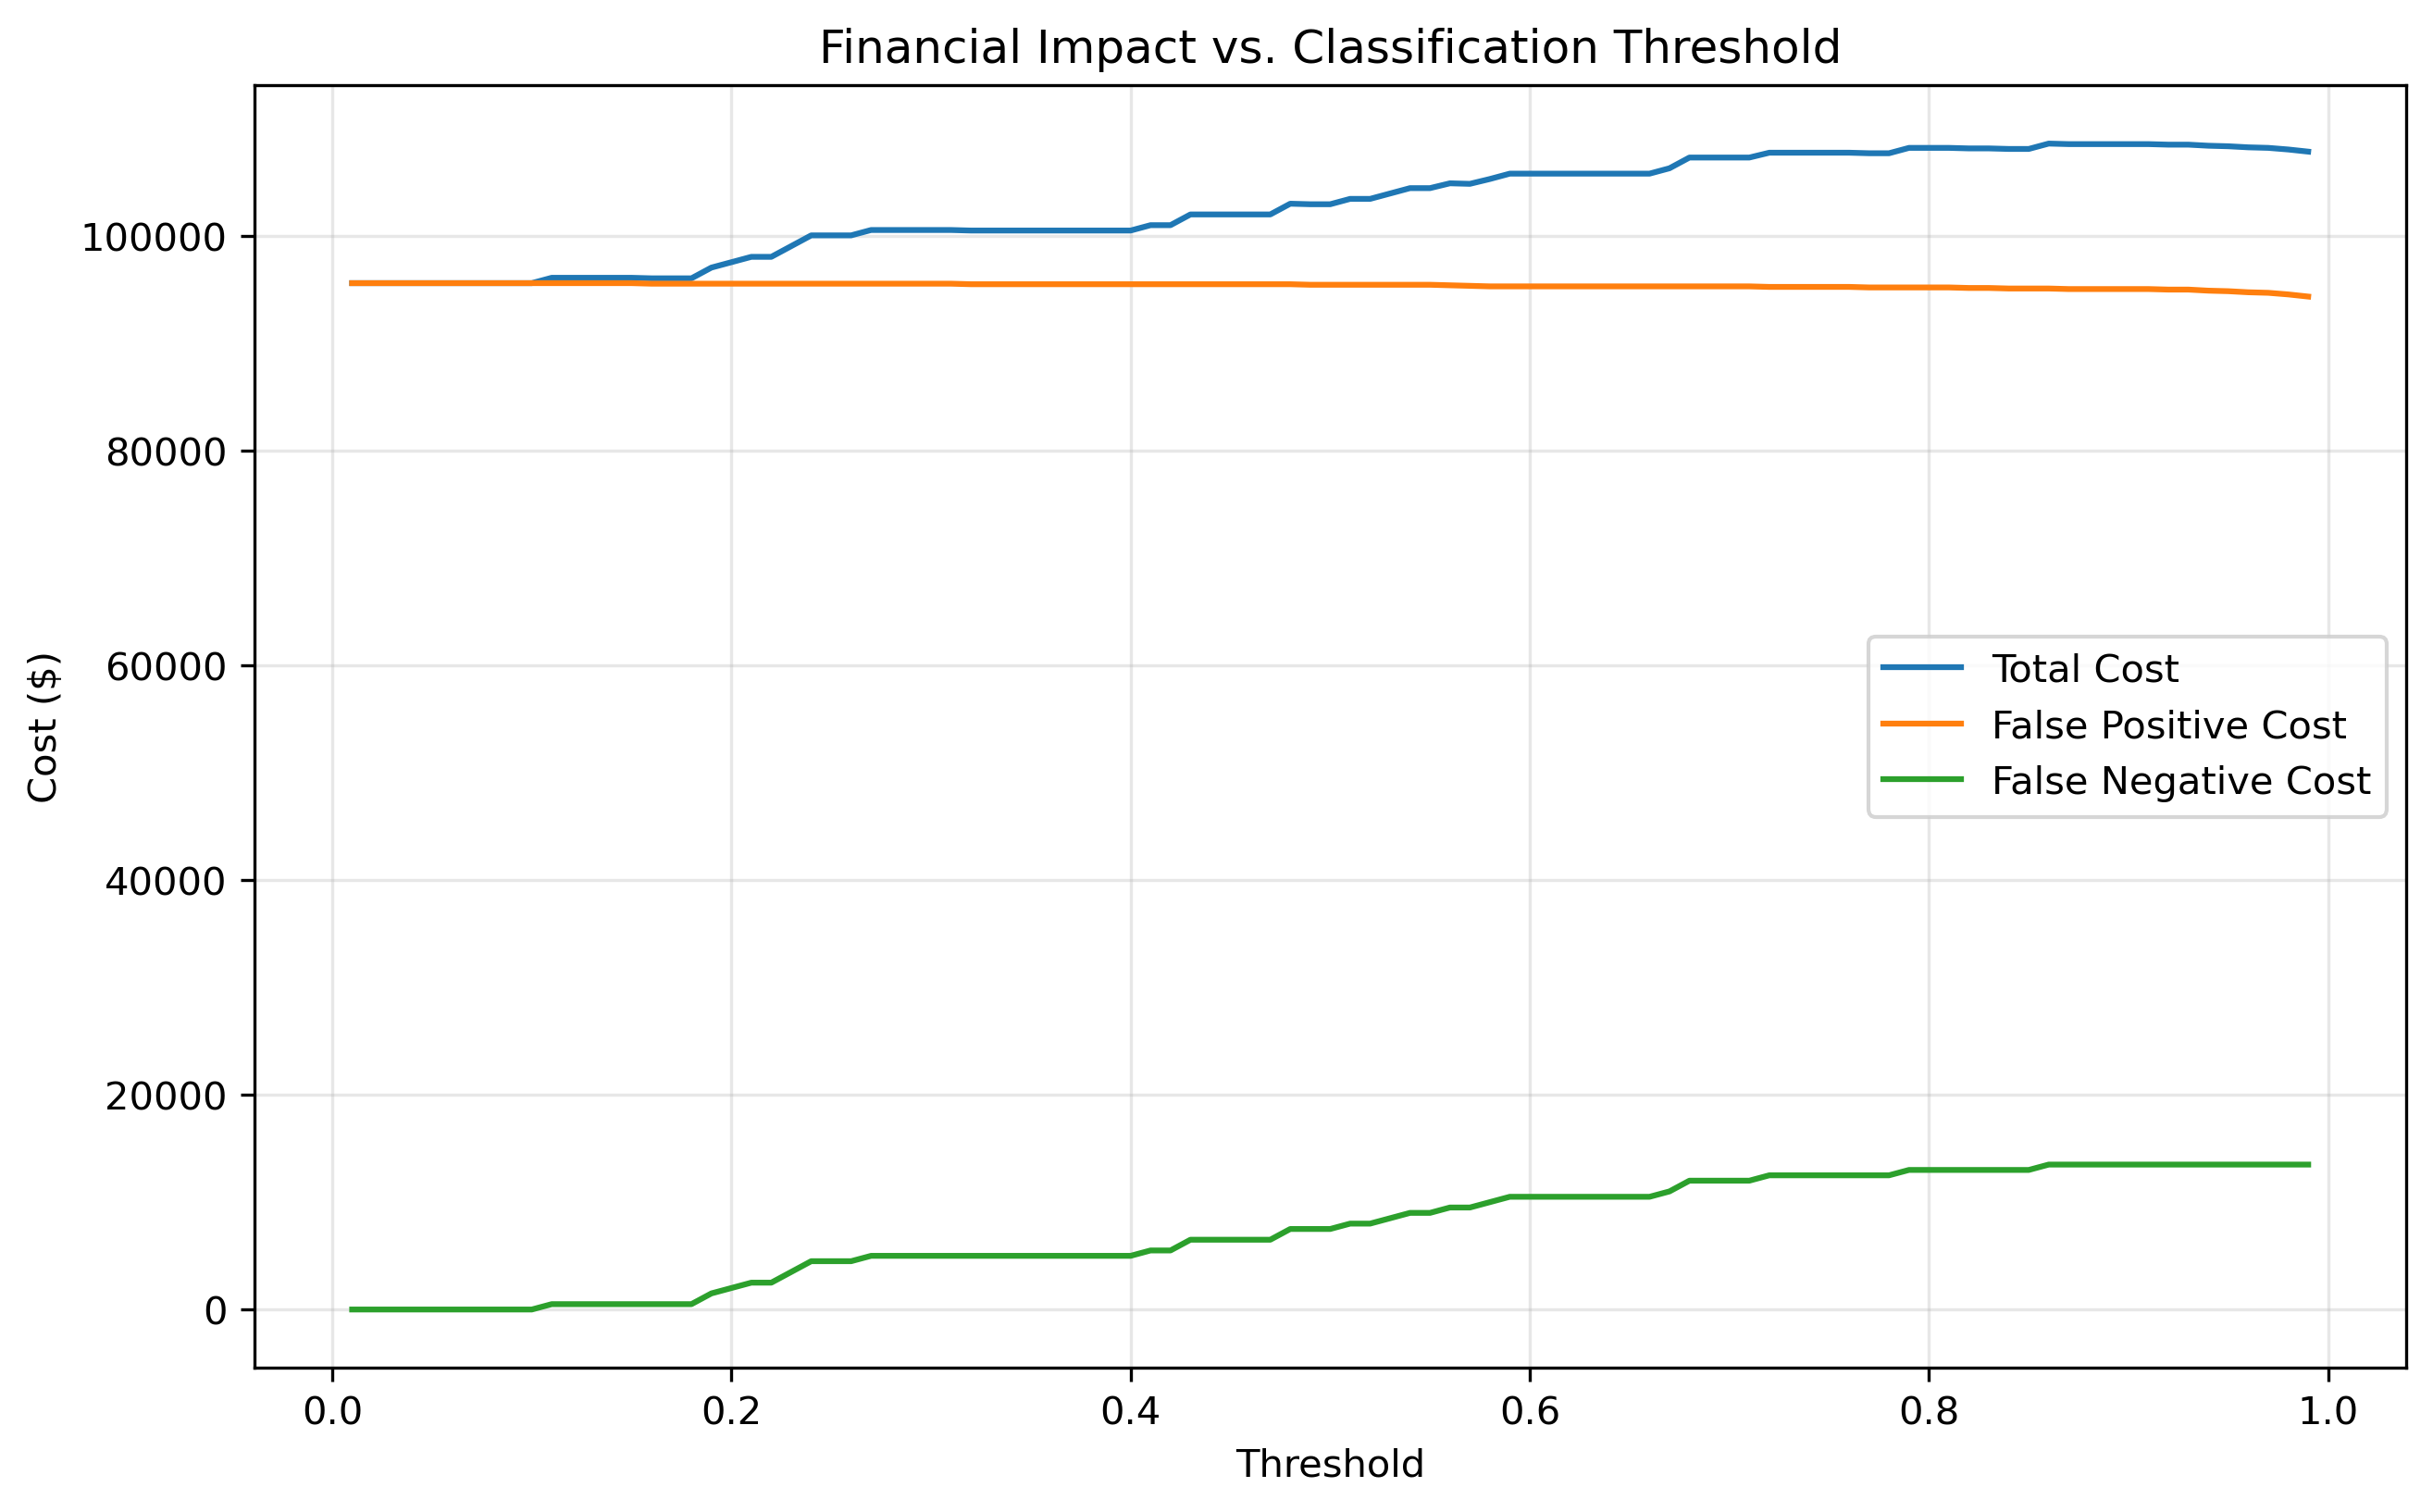 Financial Impact vs. Classification Threshold
100000
80000
60000
40000
20000
0
Cost ($)
Total Cost
False Positive Cost
False Negative Cost
0.0 0.2 0.4 0.6 0.8 1.0
Threshold